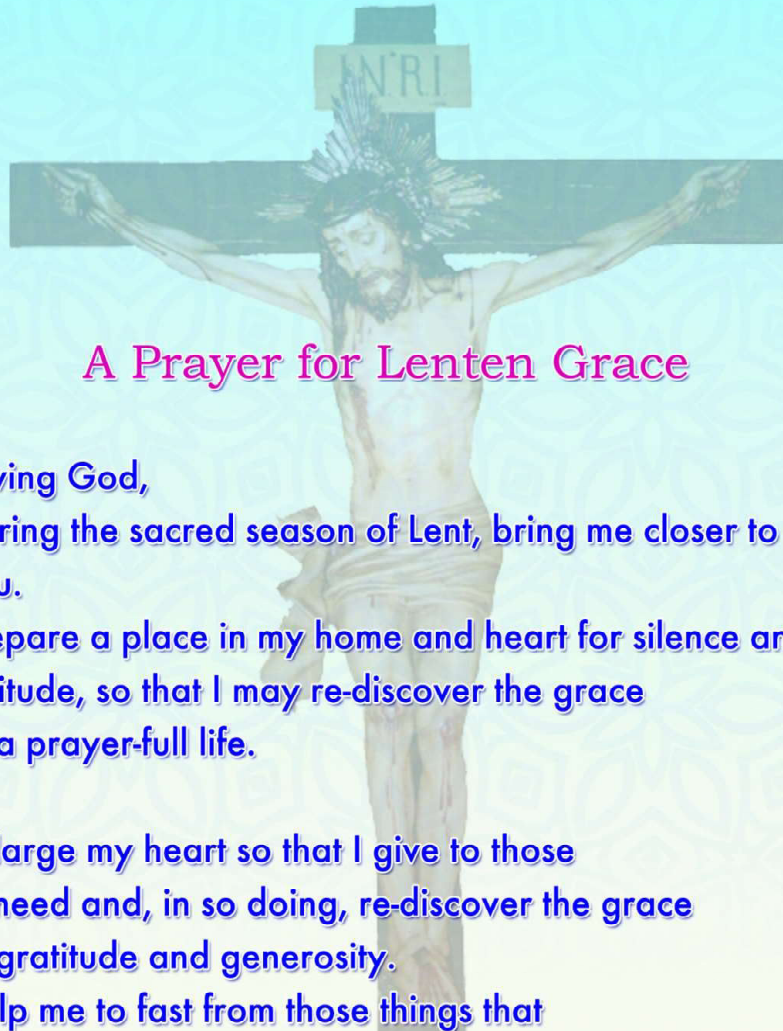 I.N.R.I.
A Prayer for Lenten Grace
ving God,
ring the sacred season of Lent, bring me closer to
u.
epare a place in my home and heart for silence an
itude, so that I may re-discover the grace
a prayer-full life.
large my heart so that I give to those
need and, in so doing, re-discover the grace
gratitude and generosity.
lp me to fast from those things that